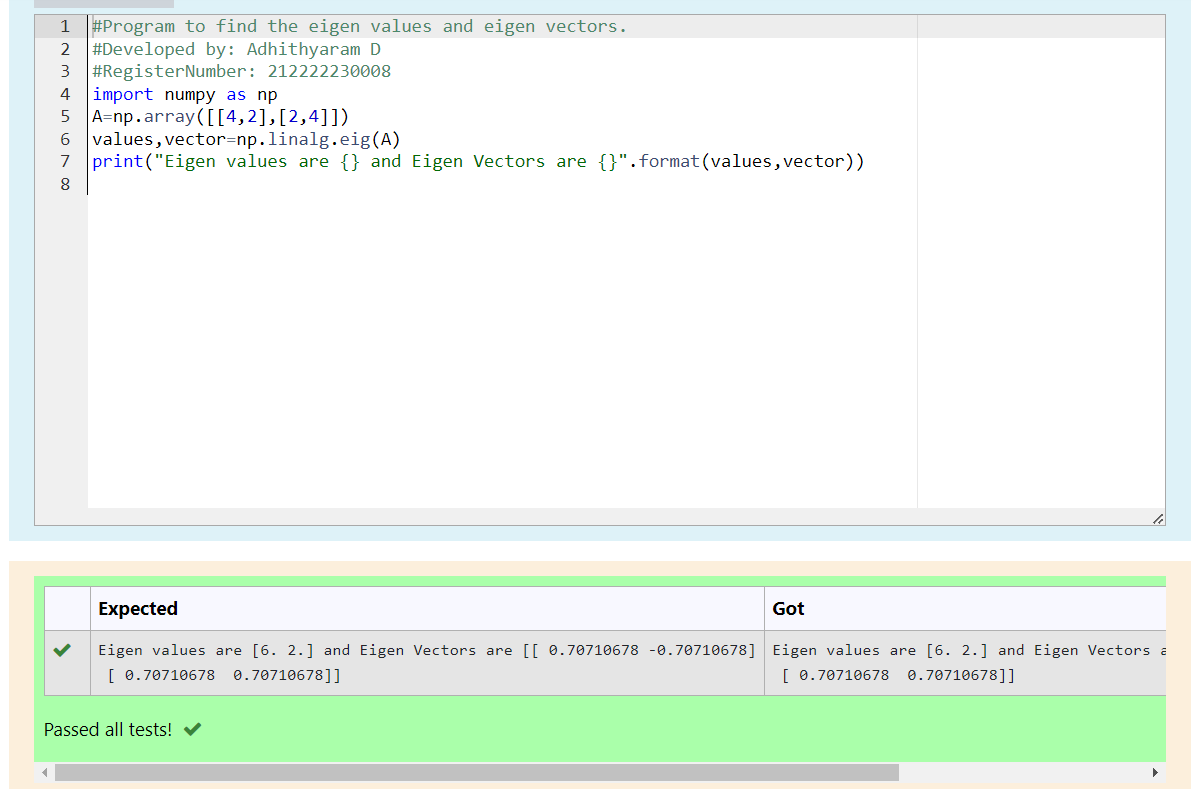 1 #Program to find the eigen values and eigen vectors.
2 #Developed by: Adhithyaram D
3 #RegisterNumber: 212222230008
4 import numpy as np
5 A=np.array([[4,2],[2,4]])
6 values,vector=np.linalg.eig(A)
7 print("Eigen values are {} and Eigen Vectors are {}".format(values,vector))
8
Expected Got
Eigen values are [6. 2.] and Eigen Vectors are [[ 0.70710678 -0.70710678] Eigen values are [6. 2.] and Eigen Vectors
[ 0.70710678 0.70710678]] [ 0.70710678 0.70710678]]
Passed all tests!